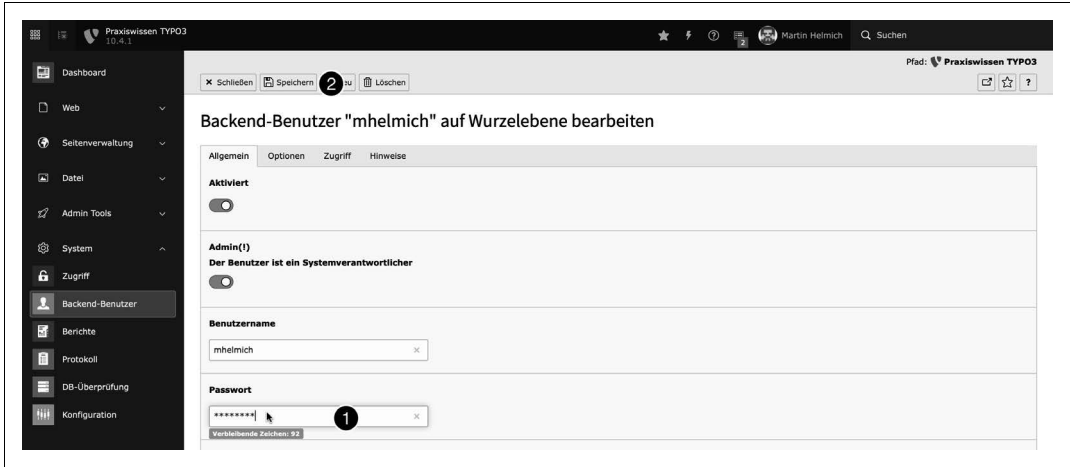 Praxiswissen TYPO3
10.4.1
2
Martin Helmich
Suchen
Pfad: Praxiswissen TYPO3
Dashboard
Web
Seitenverwaltung
Datei
Admin Tools
System
Zugriff
Backend-Benutzer
Berichte
Protokoll
DB-Überprüfung
Konfiguration
× Schließen Speichern 2 Löschen
?
Backend-Benutzer "mhelmich" auf Wurzelebene bearbeiten
Allgemein Optionen Zugriff Hinweise
Aktiviert
Admin(!)
Der Benutzer ist ein Systemverantwortlicher
Benutzername
mhelmich ×
Passwort
******** 1 ×
Verbleibende Zeichen: 92